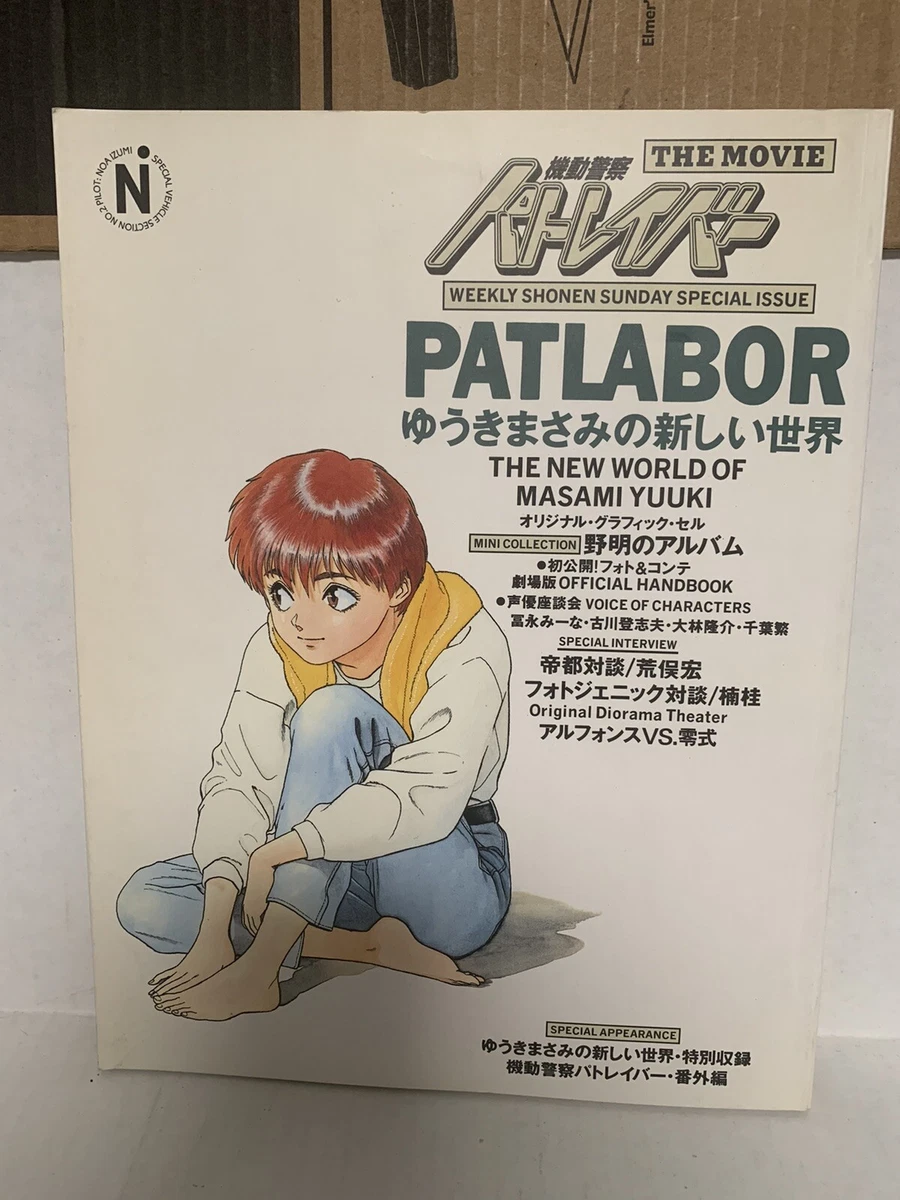 Elmer's
N
SPECIAL VEHICLE SECTION NO.2 PILOT: NOA IZUMI
THE MOVIE
機動警察
パトレイバー
WEEKLY SHONEN SUNDAY SPECIAL ISSUE
PATLABOR
ゆうきまさみの新しい世界
THE NEW WORLD OF
MASAMI YUUKI
オリジナル・グラフィック・セル
MINI COLLECTION 野明のアルバム
●初公開!フォト&コンテ
劇場版 OFFICIAL HANDBOOK
●声優座談会 VOICE OF CHARACTERS
冨永みーな・古川登志夫・大林隆介・千葉繁
SPECIAL INTERVIEW
帝都対談/荒俣宏
フォトジェニック対談/楠桂
Original Diorama Theater
アルフォンスVS.零式
SPECIAL APPEARANCE
ゆうきまさみの新しい世界・特別収録
機動警察パトレイバー・番外編